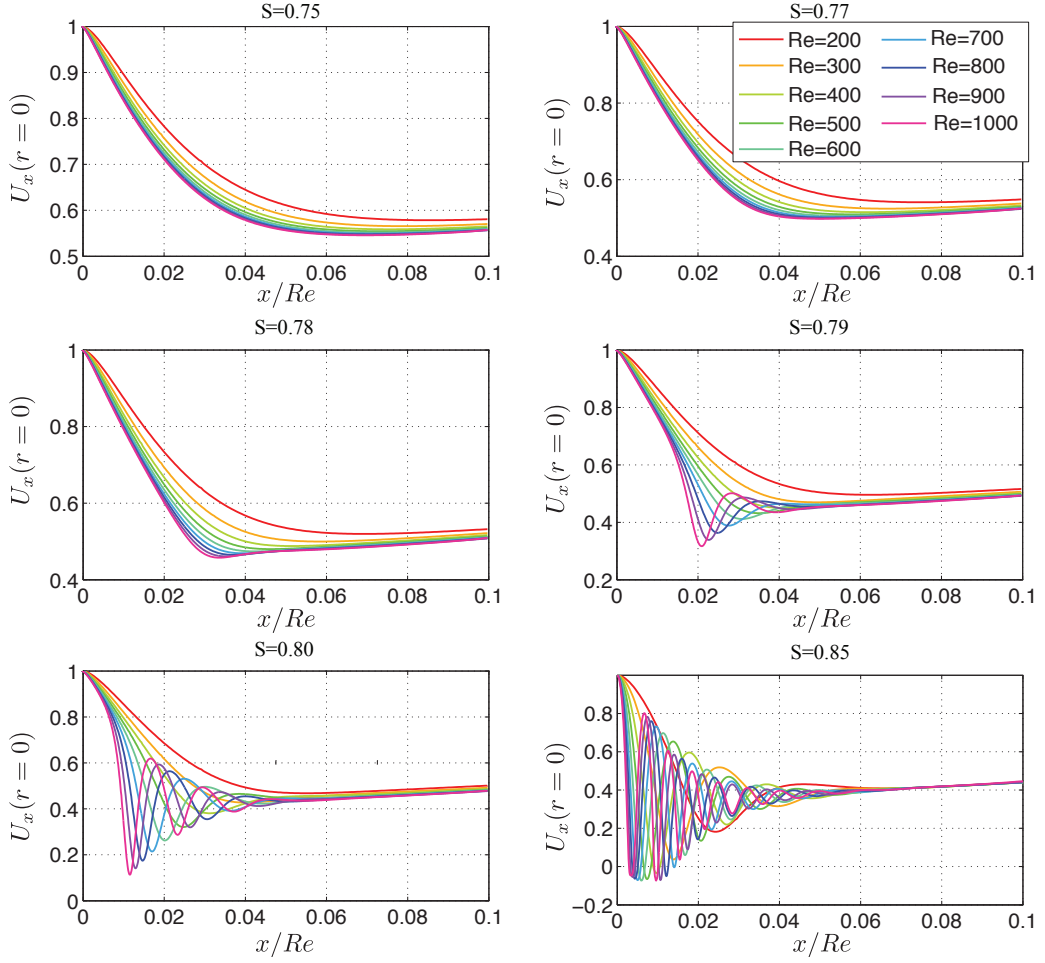 S=0.75
1
0.9
0.8
0.7
0.6
0.5
U_x(r = 0)
0 0.02 0.04 0.06 0.08 0.1
x/Re
S=0.77
1
0.8
0.6
0.4
U_x(r = 0)
0 0.02 0.04 0.06 0.08 0.1
x/Re
Re=200
Re=300
Re=400
Re=500
Re=600
Re=700
Re=800
Re=900
Re=1000
S=0.78
1
0.8
0.6
0.4
U_x(r = 0)
0 0.02 0.04 0.06 0.08 0.1
x/Re
S=0.79
1
0.8
0.6
0.4
0.2
U_x(r = 0)
0 0.02 0.04 0.06 0.08 0.1
x/Re
S=0.80
1
0.8
0.6
0.4
0.2
0
U_x(r = 0)
0 0.02 0.04 0.06 0.08 0.1
x/Re
S=0.85
0.8
0.6
0.4
0.2
0
−0.2
U_x(r = 0)
0 0.02 0.04 0.06 0.08 0.1
x/Re